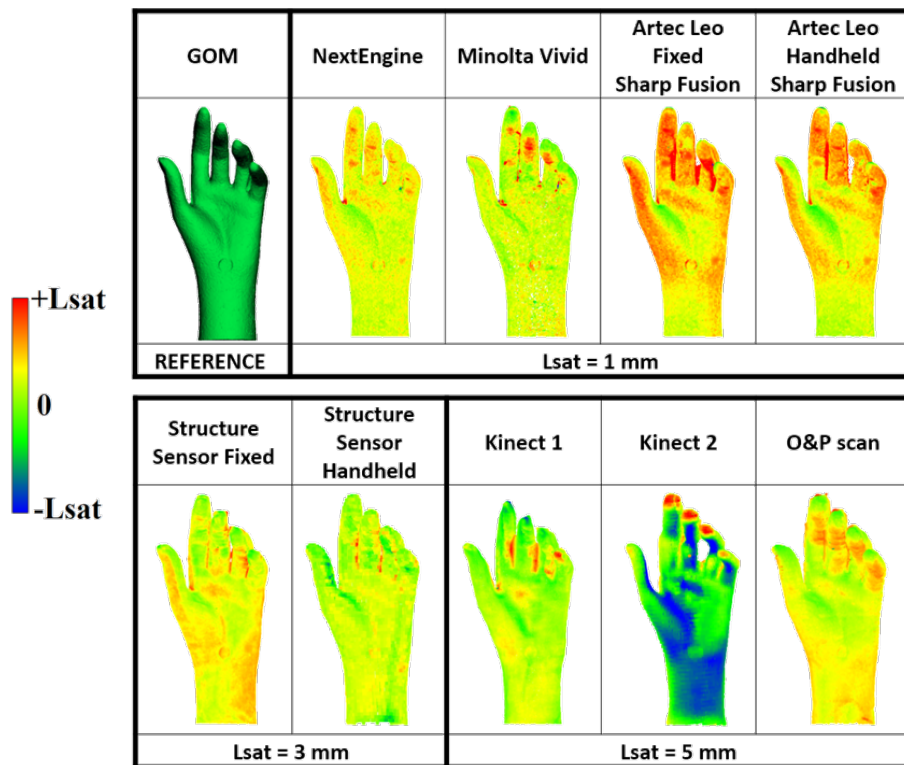 GOM
NextEngine
Minolta Vivid
Artec Leo
Fixed
Sharp Fusion
Artec Leo
Handheld
Sharp Fusion
+Lsat
0
-Lsat
REFERENCE
Lsat = 1 mm
Structure
Sensor Fixed
Structure
Sensor
Handheld
Kinect 1
Kinect 2
O&P scan
Lsat = 3 mm
Lsat = 5 mm